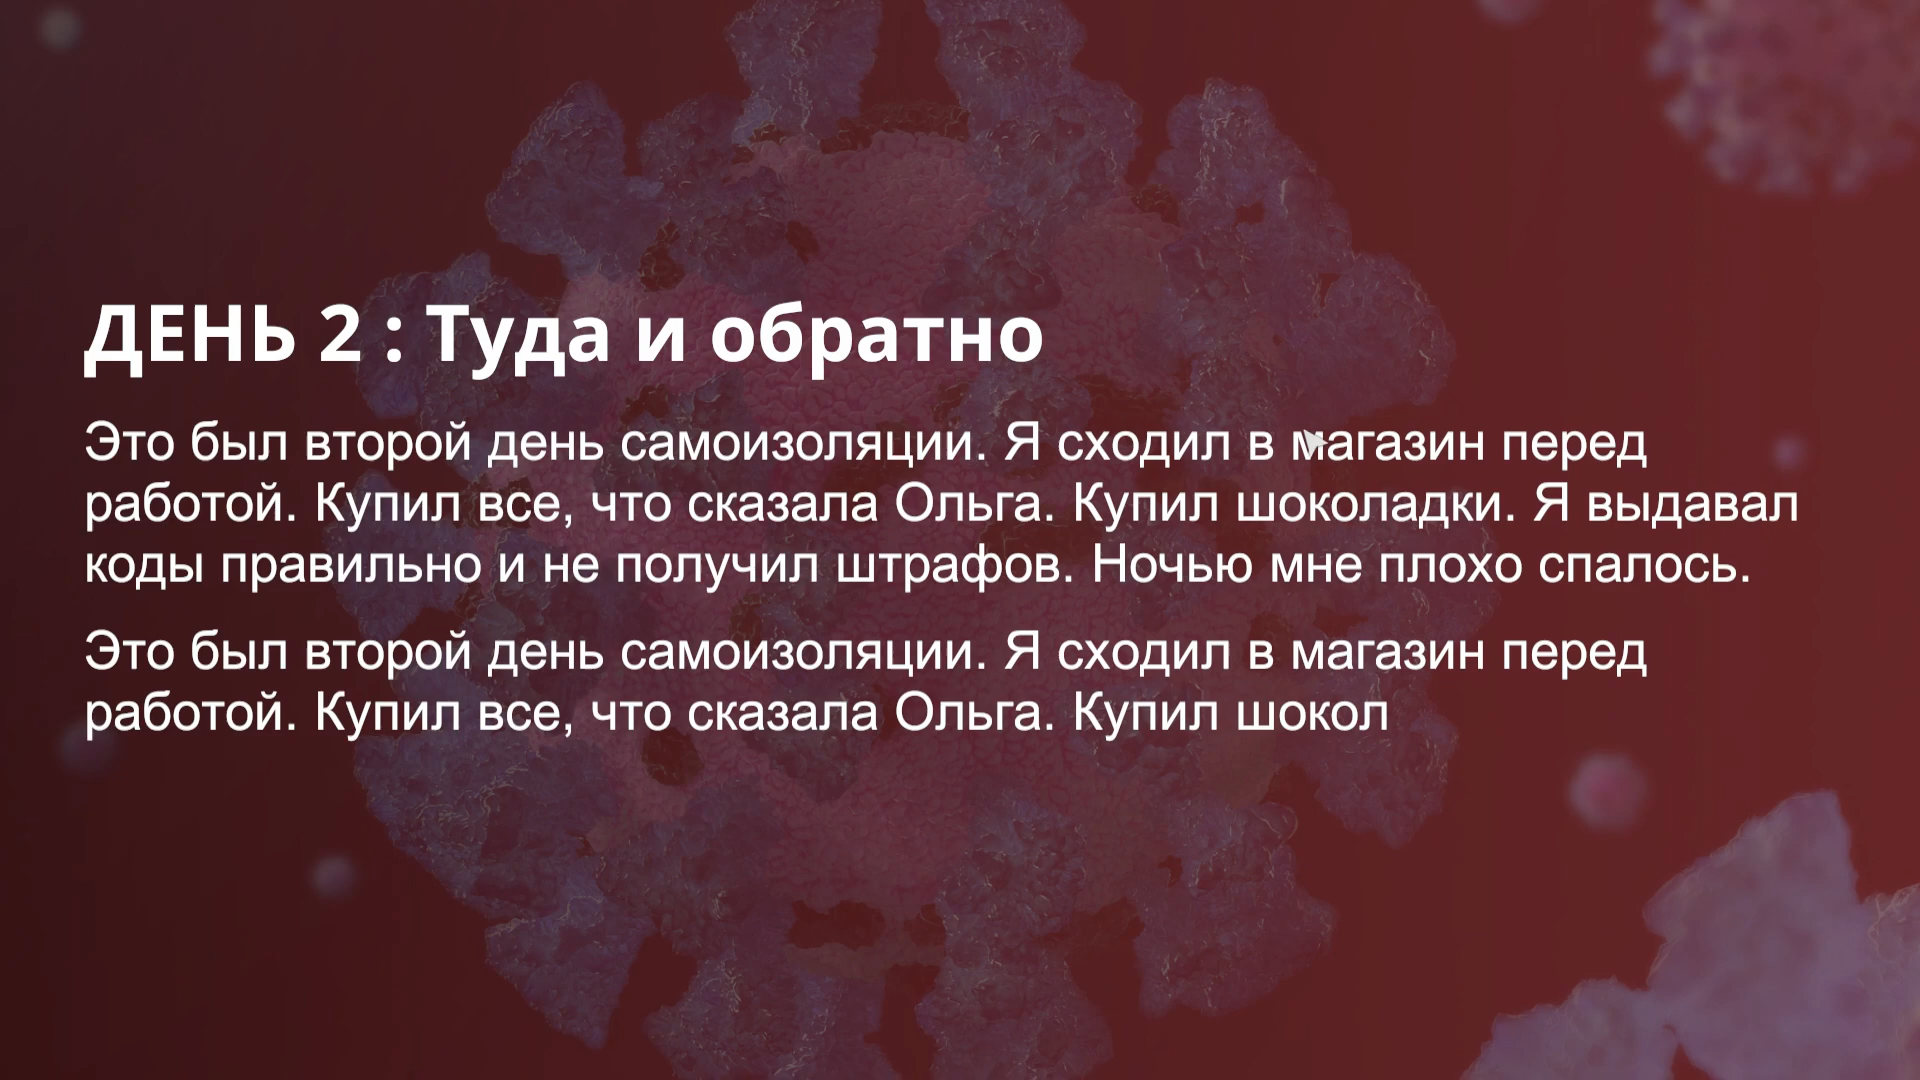 ДЕНЬ 2 : Туда и обратно
Это был второй день самоизоляции. Я сходил в магазин перед
работой. Купил все, что сказала Ольга. Купил шоколадки. Я выдавал
коды правильно и не получил штрафов. Ночью мне плохо спалось.
Это был второй день самоизоляции. Я сходил в магазин перед
работой. Купил все, что сказала Ольга. Купил шокол